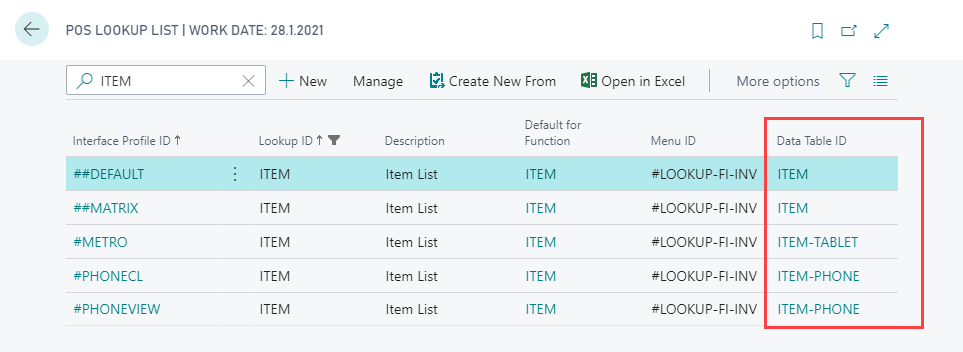 POS LOOKUP LIST | WORK DATE: 28.1.2021
ITEM New Manage Create New From Open in Excel More options
Interface Profile ID↑ Lookup ID↑ Description Default for Function Menu ID Data Table ID
##DEFAULT ITEM Item List ITEM #LOOKUP-FI-INV ITEM
##MATRIX ITEM Item List ITEM #LOOKUP-FI-INV ITEM
#METRO ITEM Item List ITEM #LOOKUP-FI-INV ITEM-TABLET
#PHONECL ITEM Item List ITEM #LOOKUP-FI-INV ITEM-PHONE
#PHONEVIEW ITEM Item List ITEM #LOOKUP-FI-INV ITEM-PHONE